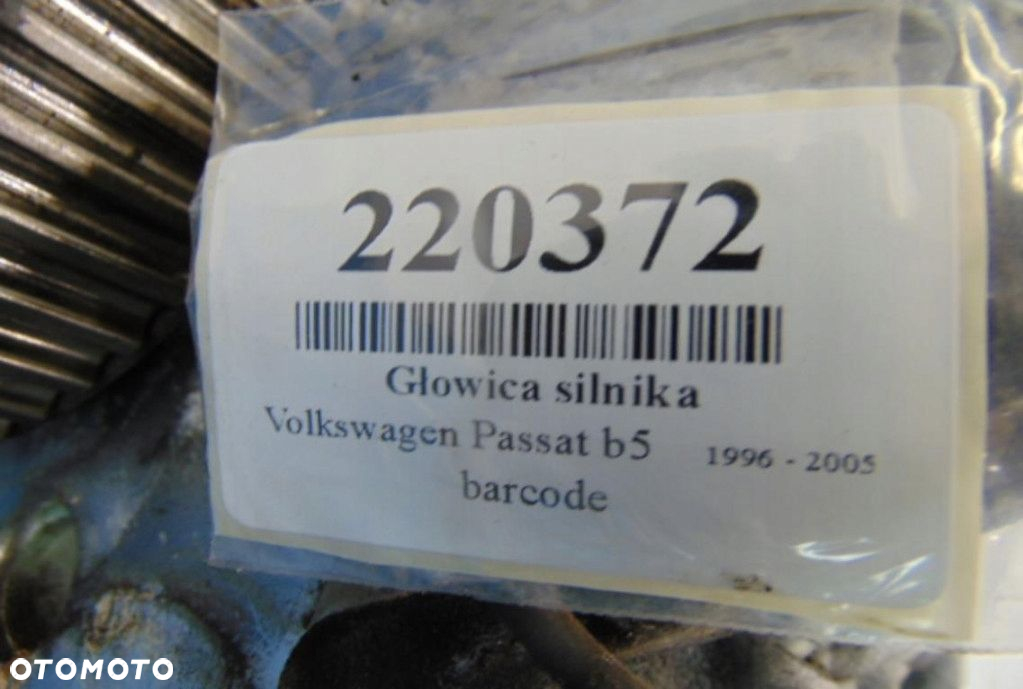 220372
Głowica silnika
Volkswagen Passat b5 1996 - 2005
barcode
OTOMOTO